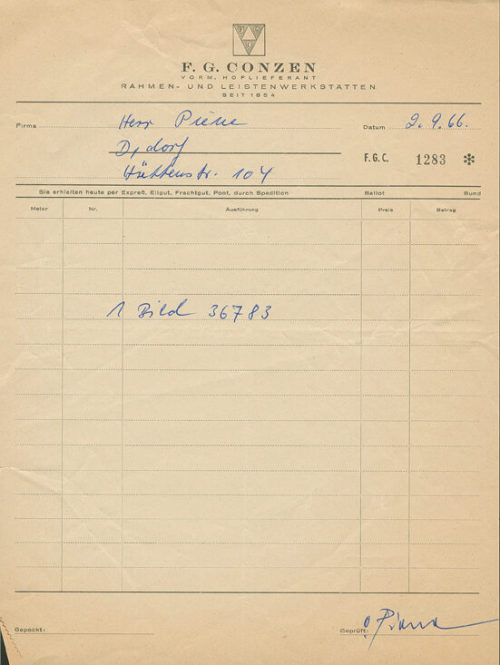 F. G. CONZEN
VORM. HOFLIEFERANT
RAHMEN- UND LEISTENWERKSTÄTTEN
SEIT 1854
Firma Herr Piene Datum 2.9.66.
D,dorf
F.G.C. 1283 ✻
Hüttenstr. 104
Sie erhielten heute per Expreß, Eilgut, Frachtgut, Post, durch Spedition Ballot Bund
Meter Nr. Ausführung Preis Betrag
1 Bild 36783
Gepackt: Geprüft: